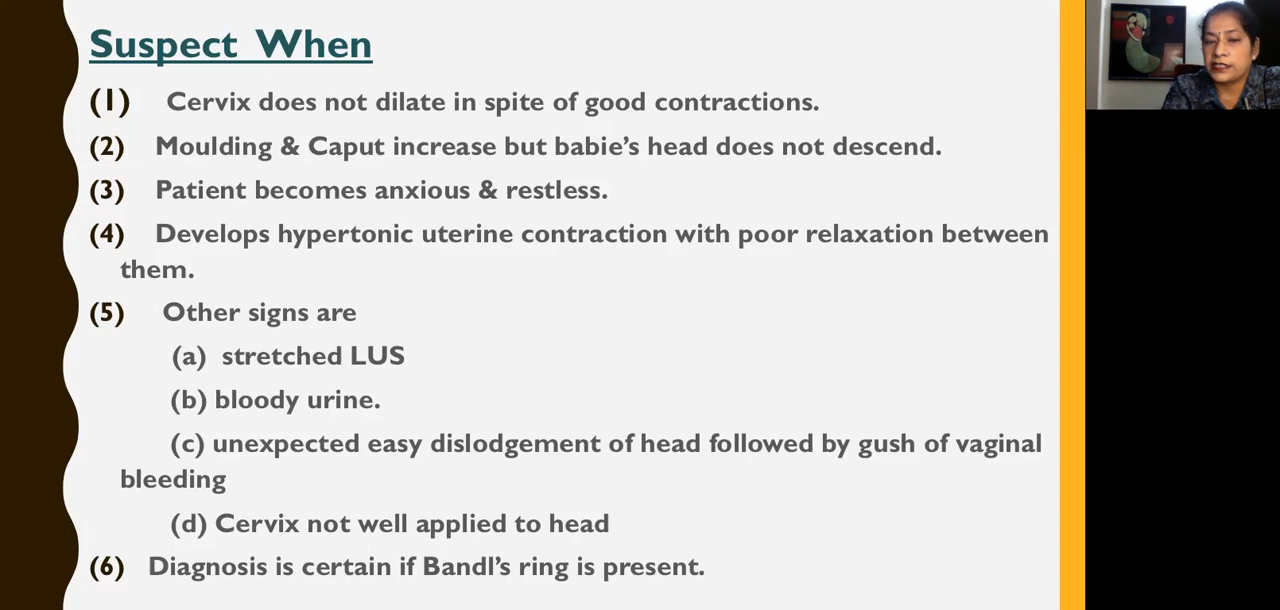 Suspect When
(1) Cervix does not dilate in spite of good contractions.
(2) Moulding & Caput increase but babie's head does not descend.
(3) Patient becomes anxious & restless.
(4) Develops hypertonic uterine contraction with poor relaxation between
them.
(5) Other signs are
(a) stretched LUS
(b) bloody urine.
(c) unexpected easy dislodgement of head followed by gush of vaginal
bleeding
(d) Cervix not well applied to head
(6) Diagnosis is certain if Bandl's ring is present.